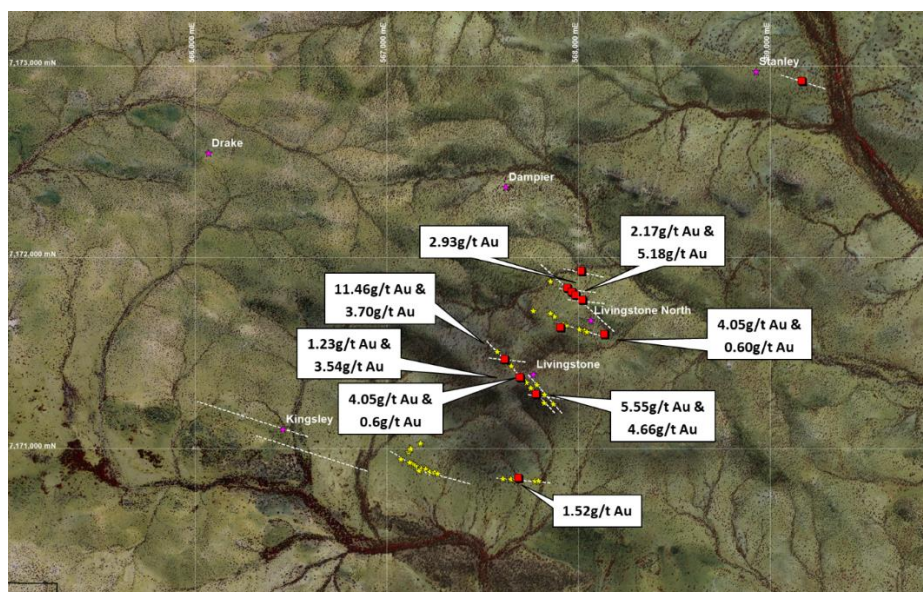 566,000 mE
567,000 mE
568,000 mE
7,173,000 mN
Stanley
Drake
Dampier
7,172,000 mN
2.93g/t Au
2.17g/t Au &
5.18g/t Au
11.46g/t Au &
3.70g/t Au
Livingstone North
4.05g/t Au &
0.60g/t Au
1.23g/t Au &
3.54g/t Au
Livingstone
4.05g/t Au &
0.6g/t Au
5.55g/t Au &
4.66g/t Au
Kingsley
7,171,000 mN
1.52g/t Au